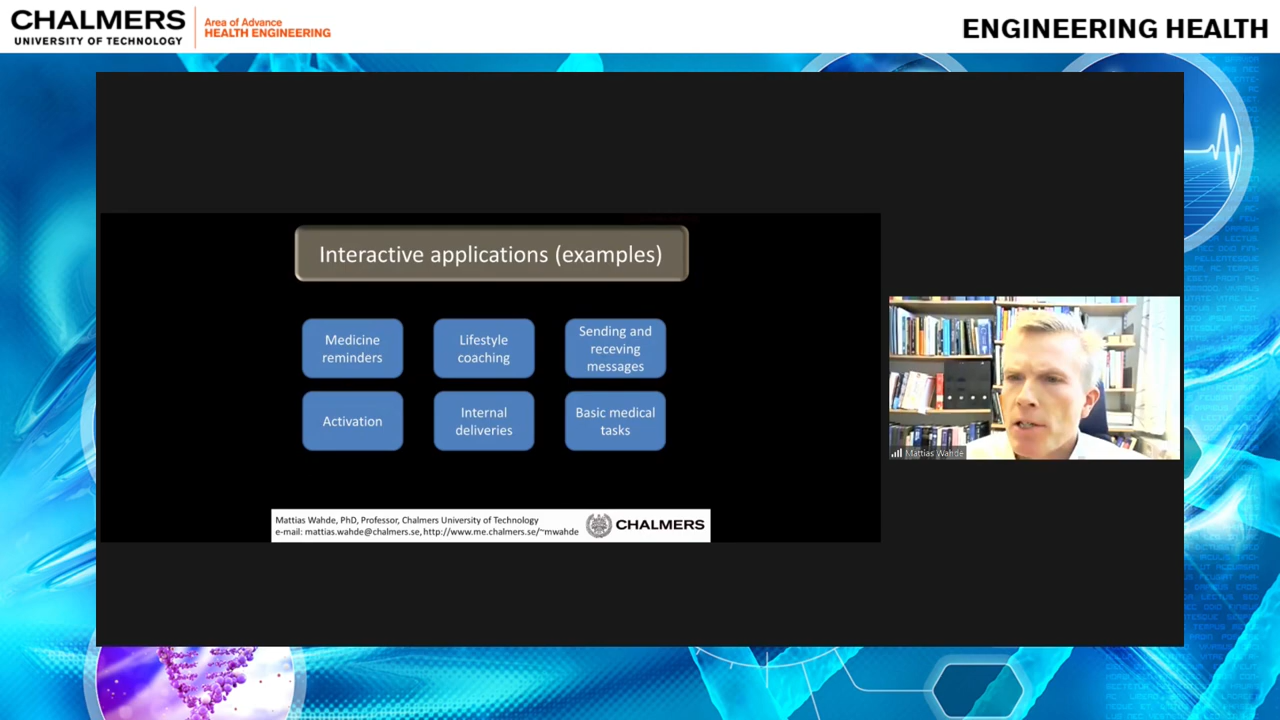 CHALMERS
UNIVERSITY OF TECHNOLOGY
Area of Advance
HEALTH ENGINEERING
ENGINEERING HEALTH
Interactive applications (examples)
Medicine
reminders
Lifestyle
coaching
Sending and
receving
messages
Activation
Internal
deliveries
Basic medical
tasks
Mattias Wahde, PhD, Professor, Chalmers University of Technology
e-mail: mattias.wahde@chalmers.se, http://www.me.chalmers.se/~mwahde
CHALMERS
Mattias Wahde